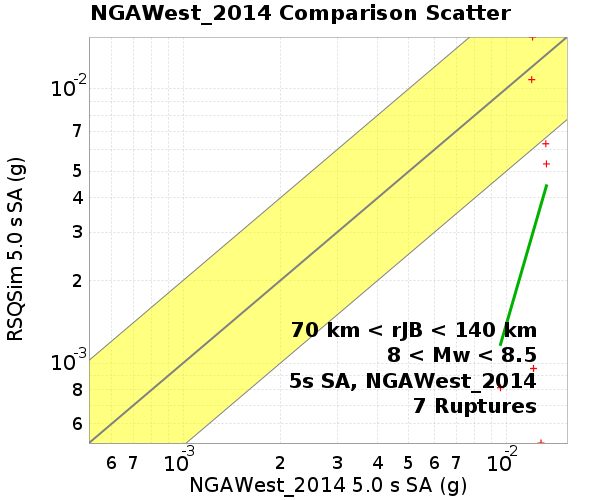 NGAWest_2014 Comparison Scatter
RSQSim 5.0 s SA (g)
10-2
7
5
4
3
2
10-3
8
6
70 km < rJB < 140 km
8 < Mw < 8.5
5s SA, NGAWest_2014
7 Ruptures
6 7 10-3 2 3 4 5 6 7 10-2
NGAWest_2014 5.0 s SA (g)